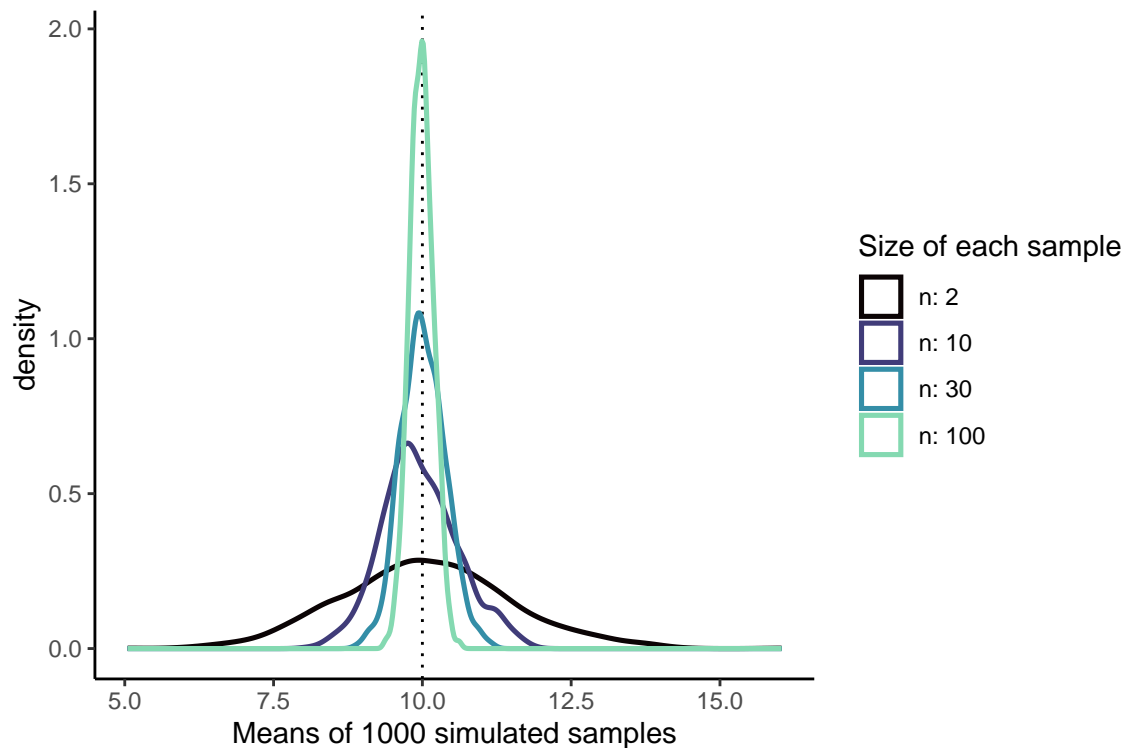 2.0
1.5
1.0
0.5
0.0
density
5.0 7.5 10.0 12.5 15.0
Means of 1000 simulated samples
Size of each sample
n: 2
n: 10
n: 30
n: 100